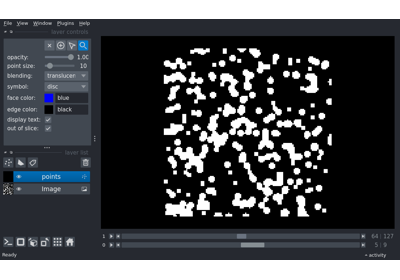 File View Window Plugins Help
layer controls
opacity: 1.00
point size: 10
blending: translucen
symbol: disc
face color: blue
edge color: black
display text:
out of slice:
layer list
points
Image
1 64 127
0 5 9
Ready activity